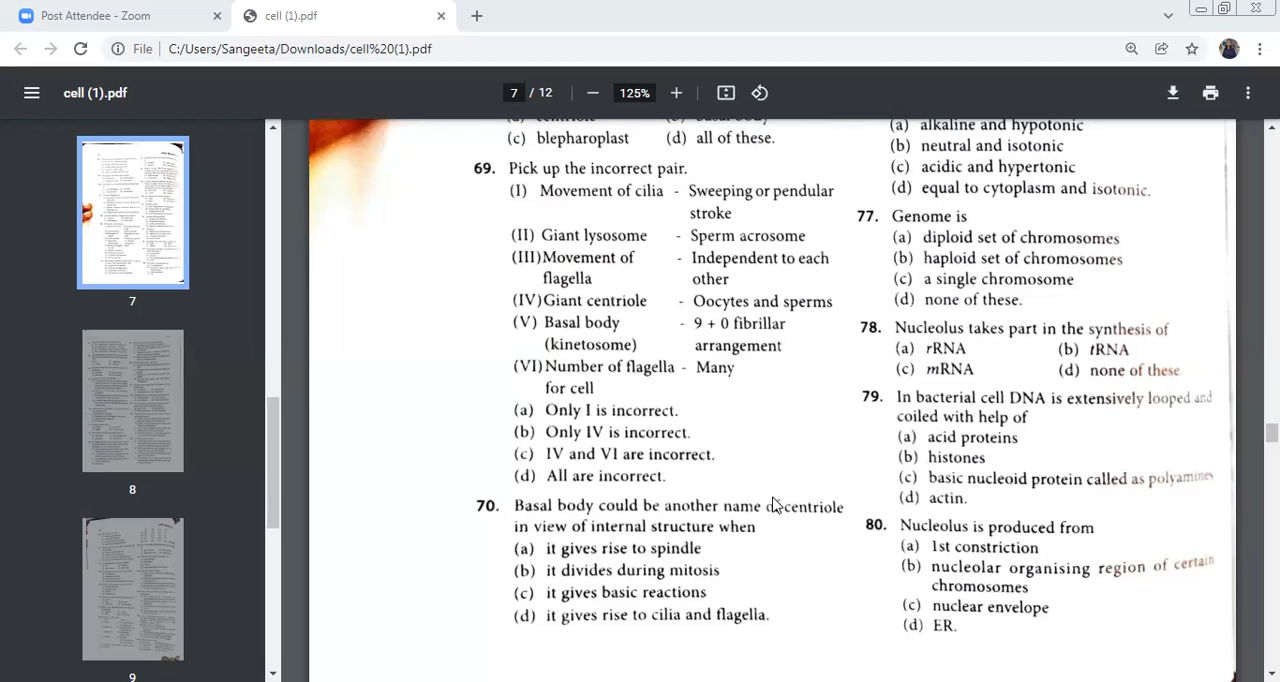 Post Attendee - Zoom
cell (1).pdf
File
C:/Users/Sangeeta/Downloads/cell%20(1).pdf
cell (1).pdf
7 / 12
125%
7
8
9
(c) blepharoplast (d) all of these.
69. Pick up the incorrect pair.
(I) Movement of cilia - Sweeping or pendular
stroke
(II) Centrosome - Sperm acrosome
(III) Movement of - Independent to each
flagella other
(IV) Giant centriole - Oocytes and sperms
(V) Basal body - 9 + 0 fibrillar
(kinetosome) arrangement
(VI) Number of flagella - Many
for cell
(a) Only I is incorrect.
(b) Only IV is incorrect.
(c) IV and VI are incorrect.
(d) All are incorrect.
70. Basal body could be another name of centriole
in view of internal structure when
(a) it gives rise to spindle
(b) it divides during mitosis
(c) it gives basic reactions
(d) it gives rise to cilia and flagella.
(a) alkaline and hypotonic
(b) neutral and isotonic
(c) acidic and hypertonic
(d) equal to cytoplasm and isotonic.
77. Genome is
(a) diploid set of chromosomes
(b) haploid set of chromosomes
(c) a single chromosome
(d) none of these.
78. Nucleolus takes part in the synthesis of
(a) rRNA (b) tRNA
(c) mRNA (d) none of these
79. In bacterial cell DNA is extensively looped and
coiled with help of
(a) acid proteins
(b) histones
(c) basic nucleoid protein called as polyamines
(d) actin.
80. Nucleolus is produced from
(a) 1st constriction
(b) nucleolar organising region of certain
chromosomes
(c) nuclear envelope
(d) ER.